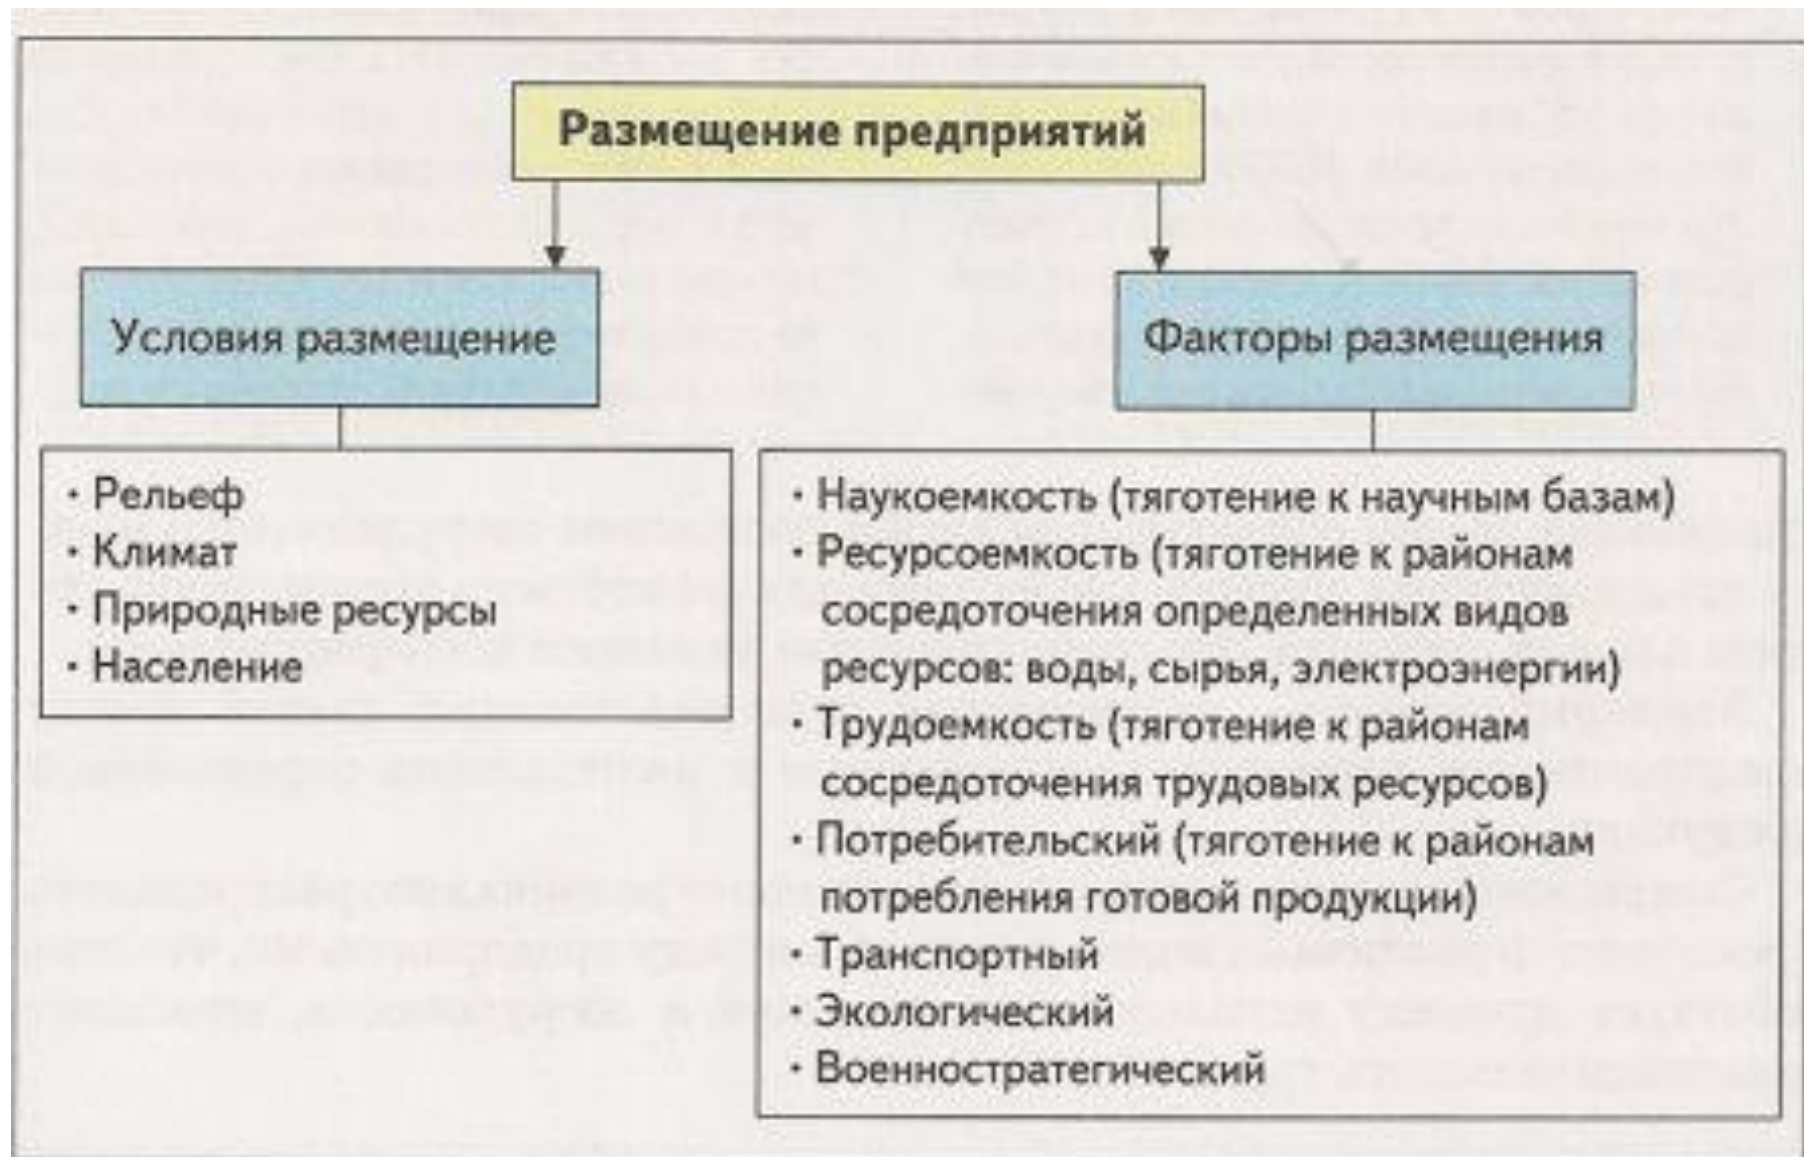 Размещение предприятий
Условия размещение
• Рельеф
• Климат
• Природные ресурсы
• Население
Факторы размещения
• Наукоемкость (тяготение к научным базам)
• Ресурсоемкость (тяготение к районам
сосредоточения определенных видов
ресурсов: воды, сырья, электроэнергии)
• Трудоемкость (тяготение к районам
сосредоточения трудовых ресурсов)
• Потребительский (тяготение к районам
потребления готовой продукции)
• Транспортный
• Экологический
• Военностратегический